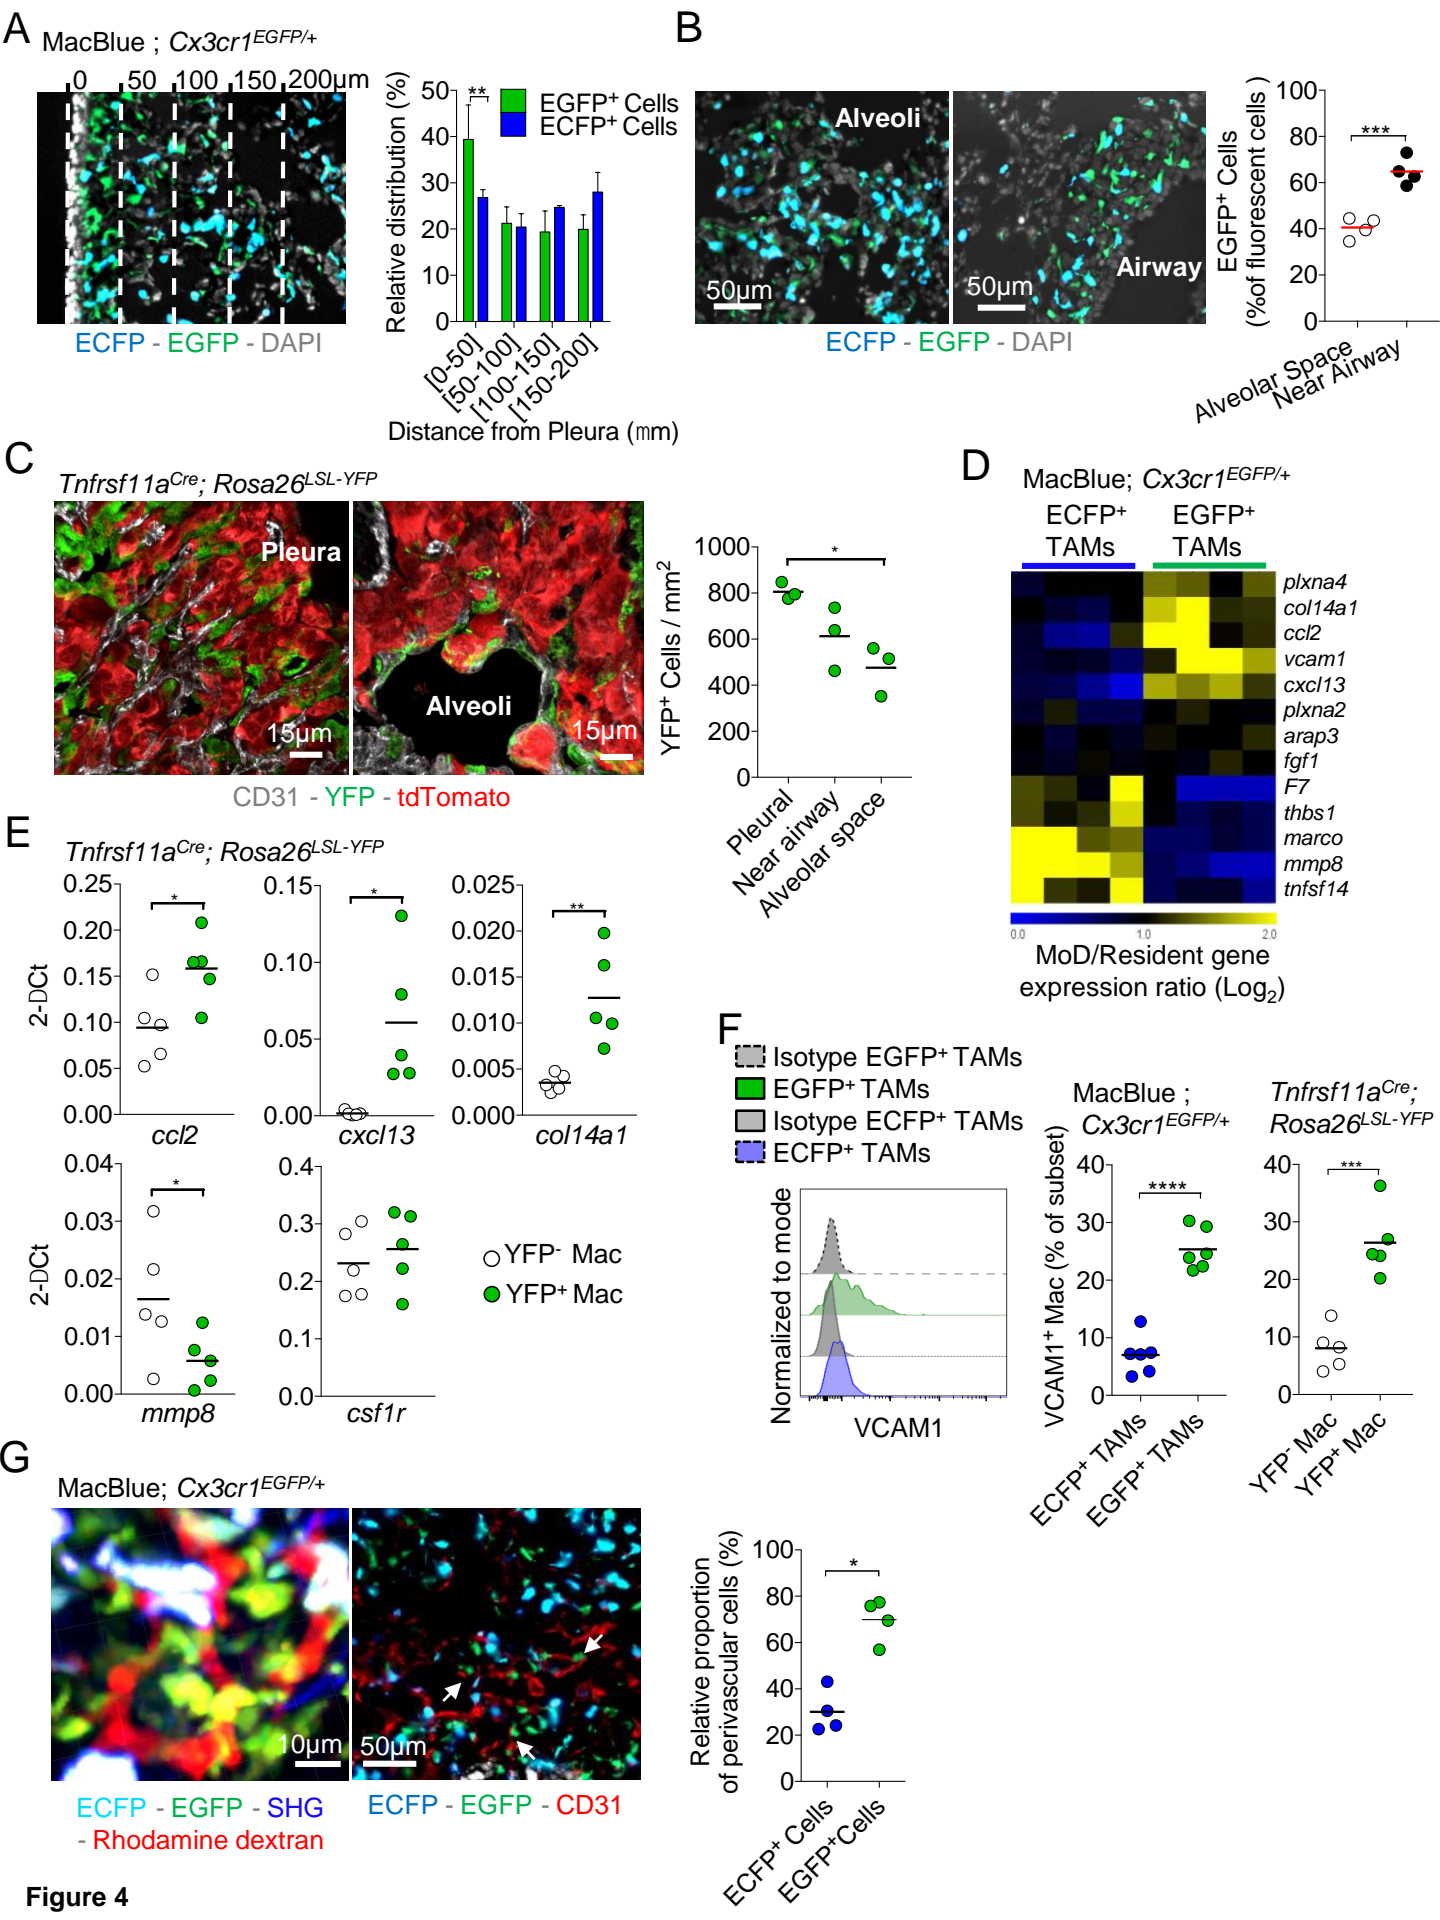 A
MacBlue ; Cx3cr1EGFP/+
0 50 100 150 200µm
ECFP - EGFP - DAPI
Relative distribution (%)
50
40
30
20
10
0
**
EGFP+ Cells
ECFP+ Cells
[0-50]
[50-100]
[100-150]
[150-200]
Distance from Pleura (mm)
B
Alveoli
50µm
Airway
50µm
ECFP - EGFP - DAPI
EGFP+ Cells
(%of fluorescent cells)
100
80
60
40
20
0
***
Alveolar Space
Near Airway
C
Tnfrsf11aCre; Rosa26LSL-YFP
Pleura
15µm
Alveoli
15µm
CD31 - YFP - tdTomato
YFP+ Cells / mm2
1000
800
600
400
200
0
*
Pleural
Near airway
Alveolar space
D
MacBlue; Cx3cr1EGFP/+
ECFP+ TAMs
EGFP+ TAMs
plxna4
col14a1
ccl2
vcam1
cxcl13
plxna2
arap3
fgf1
F7
thbs1
marco
mmp8
tnfsf14
0.0 1.0 2.0
MoD/Resident gene
expression ratio (Log2)
E
Tnfrsf11aCre; Rosa26LSL-YFP
2-DCt
0.25
0.20
0.15
0.10
0.05
0.00
*
ccl2
0.15
0.10
0.05
0.00
*
cxcl13
0.025
0.020
0.015
0.010
0.005
0.000
**
col14a1
2-DCt
0.04
0.03
0.02
0.01
0.00
*
mmp8
0.4
0.3
0.2
0.1
0.0
csf1r
YFP- Mac
YFP+ Mac
F
Isotype EGFP+ TAMs
EGFP+ TAMs
Isotype ECFP+ TAMs
ECFP+ TAMs
Normalized to mode
VCAM1
MacBlue ;
Cx3cr1EGFP/+
VCAM1+ Mac (% of subset)
40
30
20
10
0
****
ECFP+ TAMs
EGFP+ TAMs
Tnfrsf11aCre;
Rosa26LSL-YFP
40
30
20
10
0
***
YFP- Mac
YFP+ Mac
G
MacBlue; Cx3cr1EGFP/+
10µm
50µm
ECFP - EGFP - SHG
- Rhodamine dextran
ECFP - EGFP - CD31
Relative proportion
of perivascular cells (%)
100
80
60
40
20
0
*
ECFP+ Cells
EGFP+Cells
Figure 4